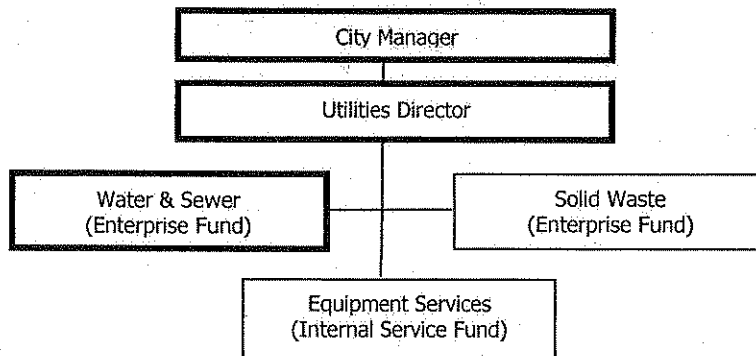 City Manager
Utilities Director
Water & Sewer
(Enterprise Fund)
Solid Waste
(Enterprise Fund)
Equipment Services
(Internal Service Fund)